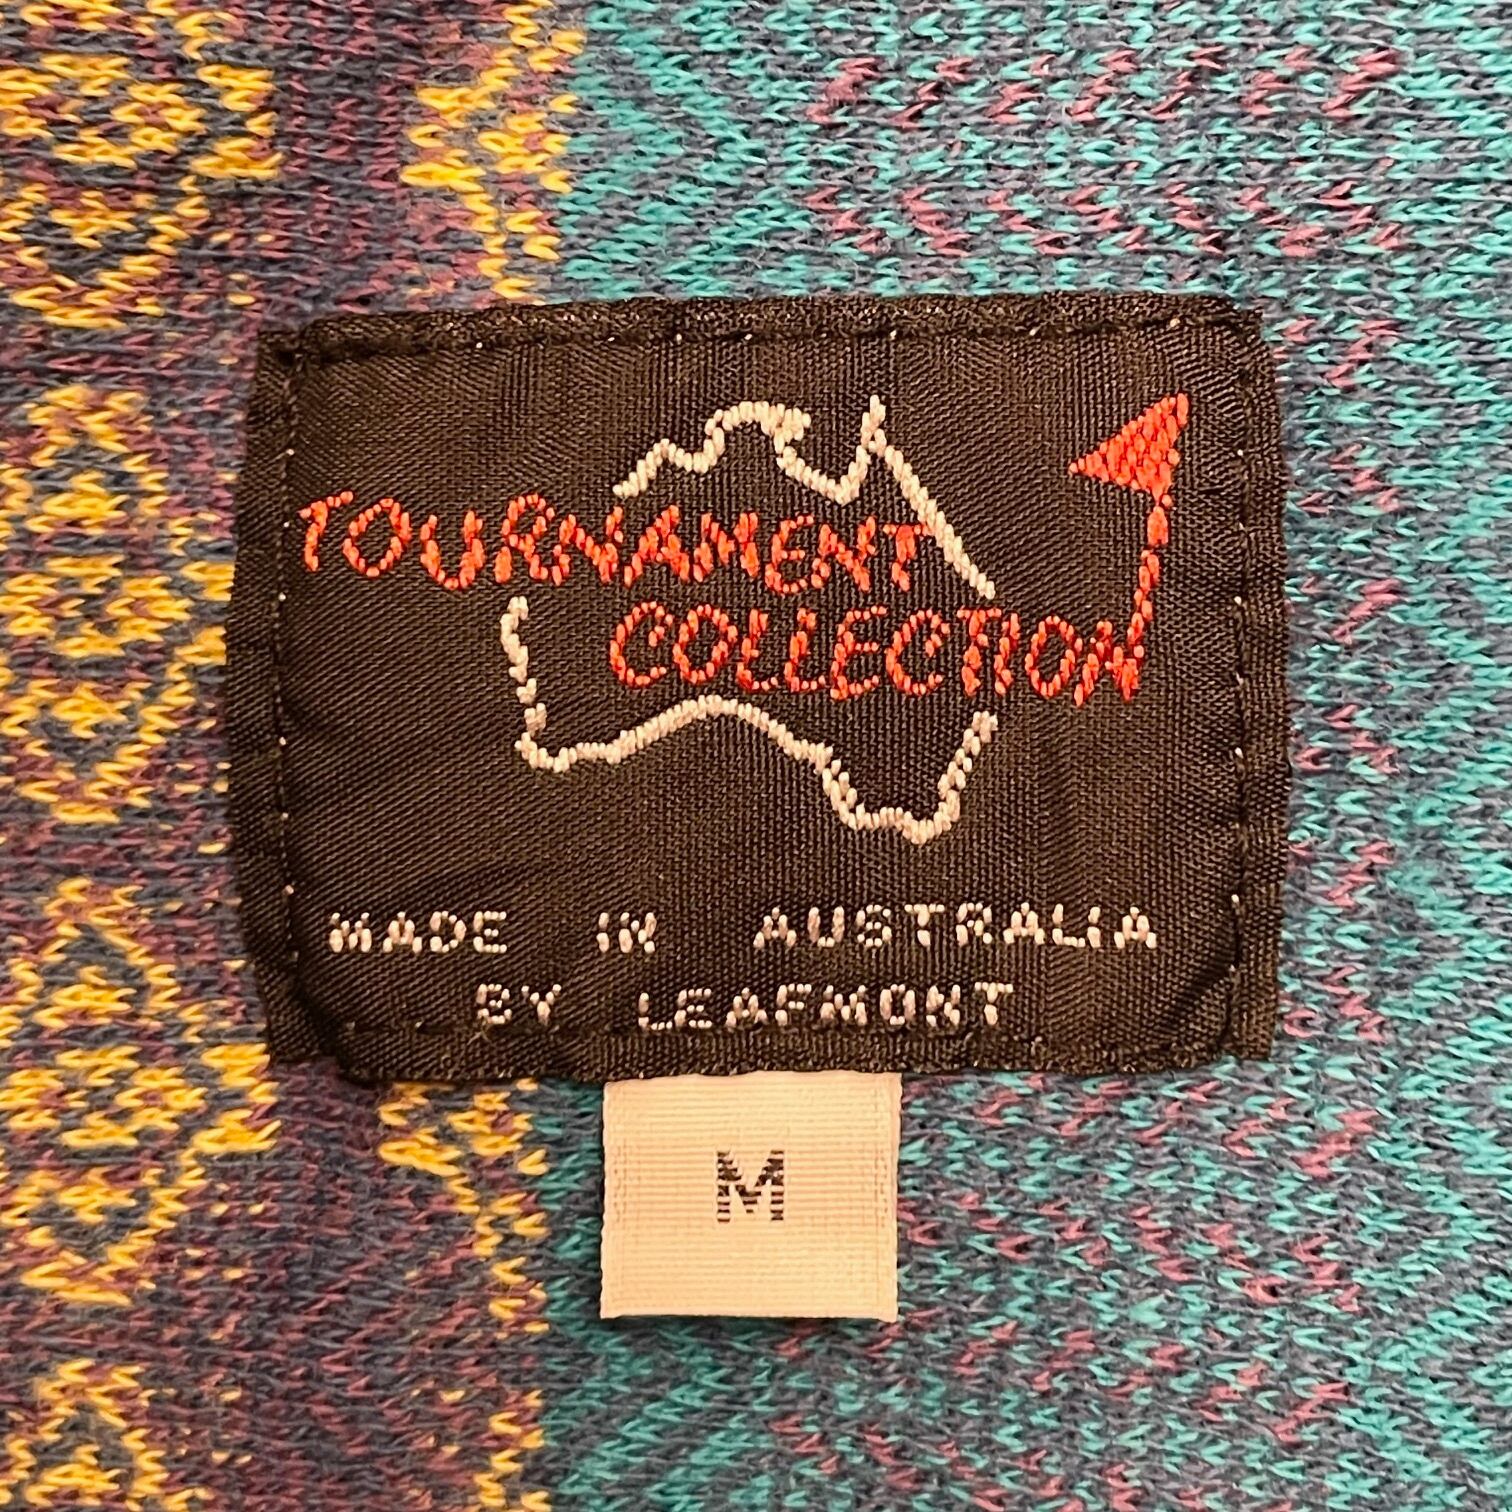 TOURNAMENT
COLLECTION
MADE IN AUSTRALIA
BY LEAFMONT
M